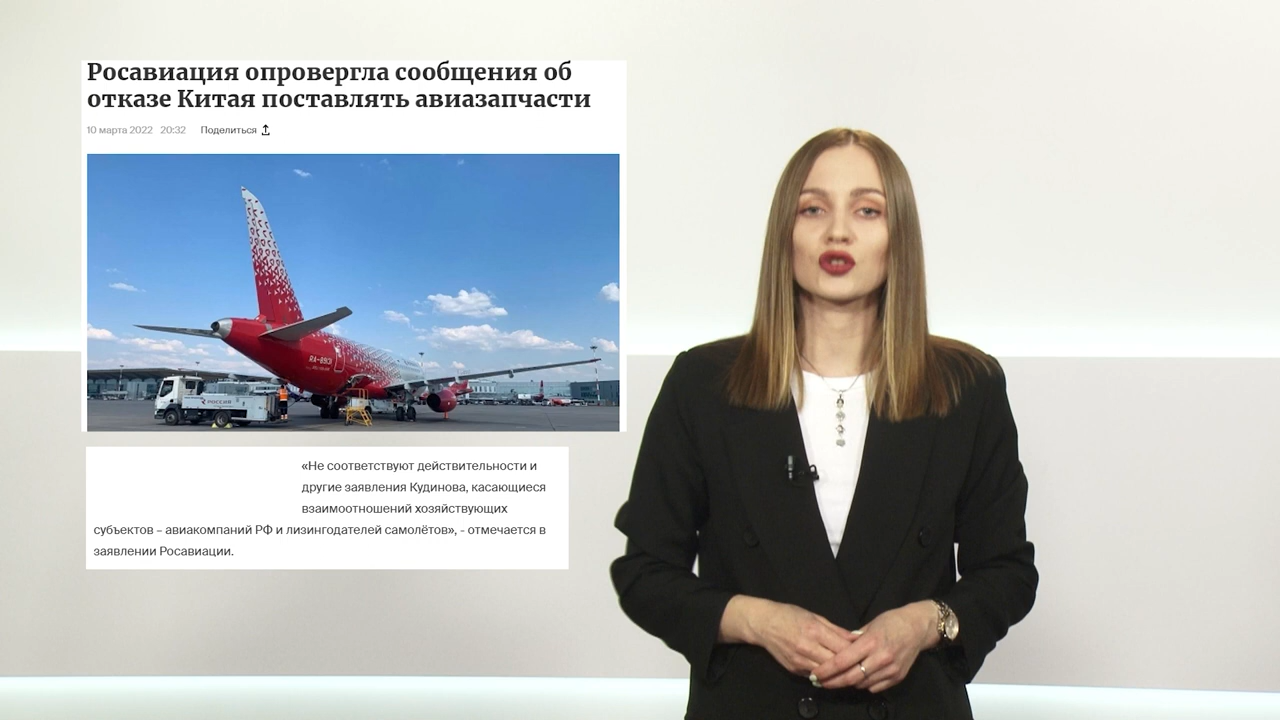 Росавиация опровергла сообщения об
отказе Китая поставлять авиазапчасти
10 марта 2022 20:32 Поделиться
РОССИЯ
«Не соответствуют действительности и
другие заявления Кудинова, касающиеся
взаимоотношений хозяйствующих
субъектов – авиакомпаний РФ и лизингодателей самолётов», - отмечается в
заявлении Росавиации.